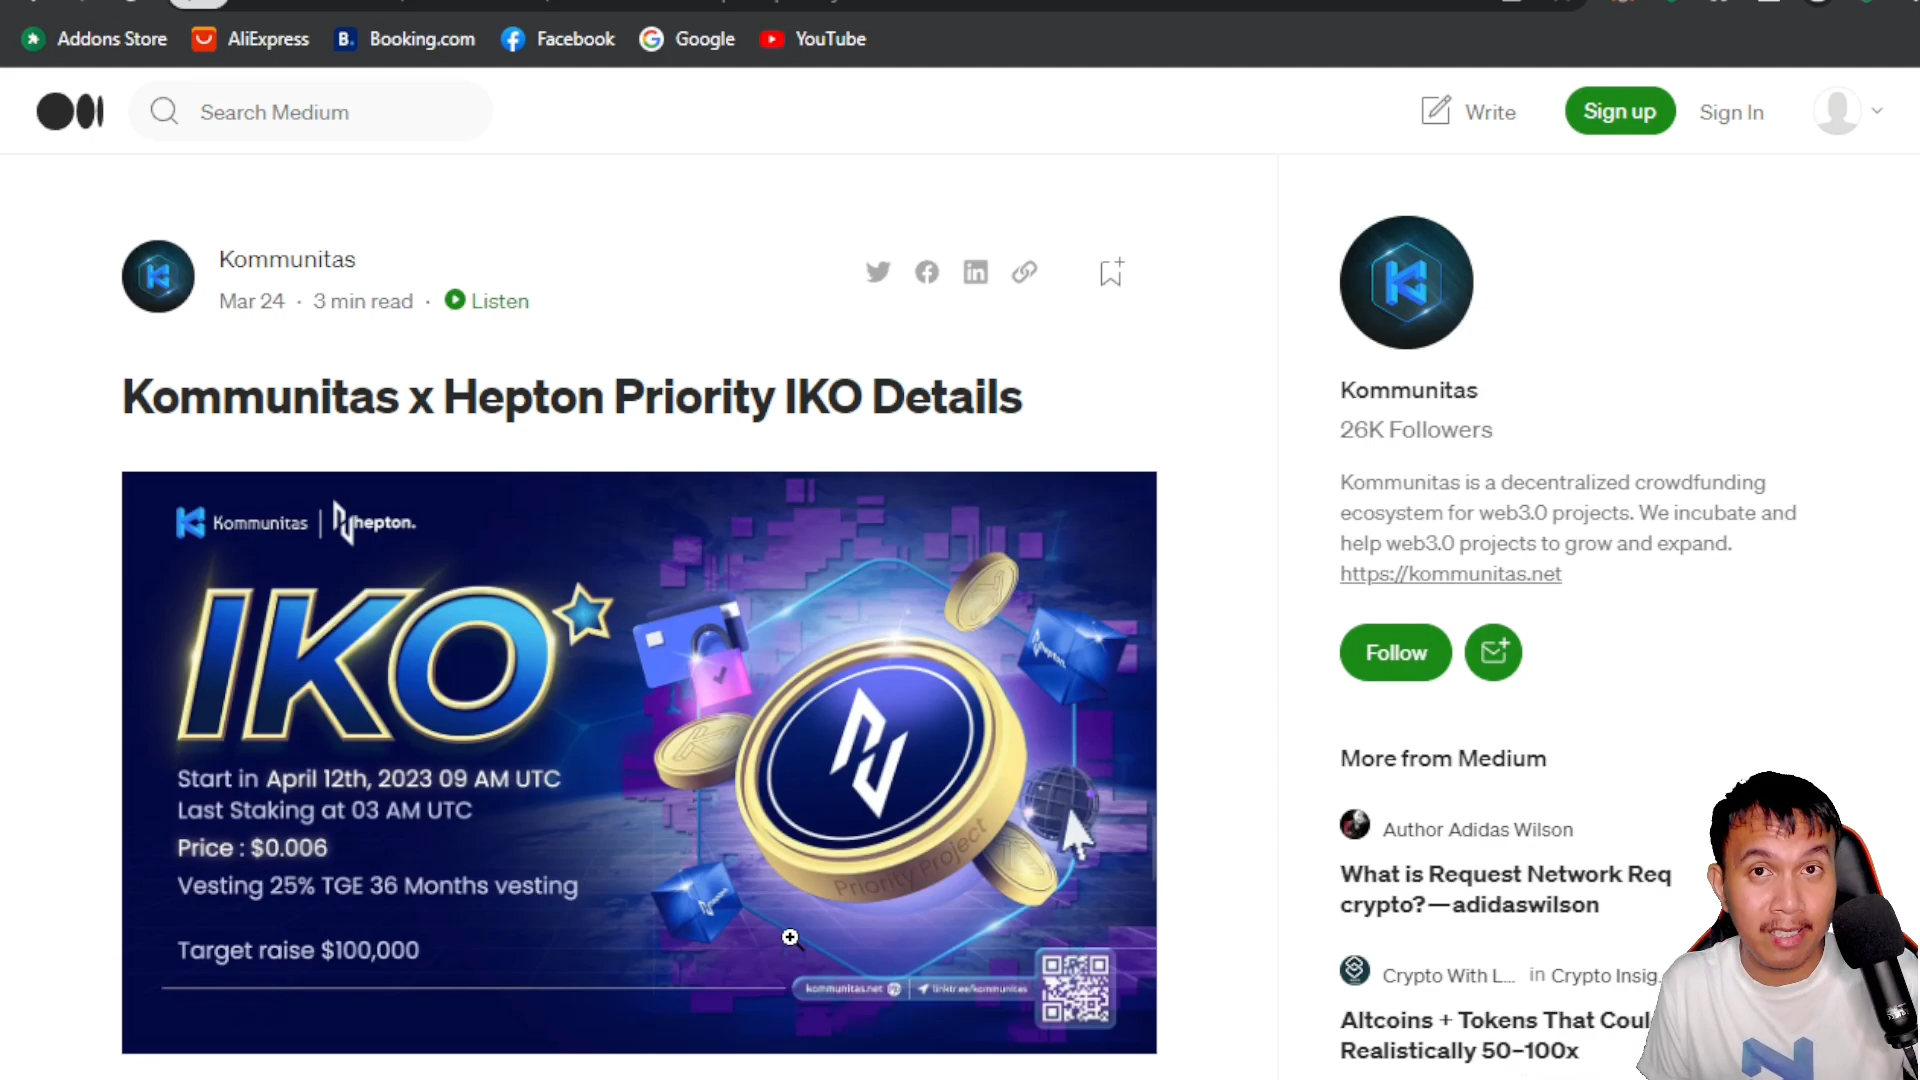 Addons Store AliExpress B. Booking.com Facebook Google YouTube
Search Medium Write Sign up Sign In
Kommunitas
Mar 24 · 3 min read · Listen
Kommunitas x Hepton Priority IKO Details
Kommunitas | hepton.
IKO
Start in April 12th, 2023 09 AM UTC
Last Staking at 03 AM UTC
Price : $0.006
Vesting 25% TGE 36 Months vesting
Target raise $100,000
Priority Project
hepton.
kommunitas.net linktr.ee/kommunitas
Kommunitas
26K Followers
Kommunitas is a decentralized crowdfunding
ecosystem for web3.0 projects. We incubate and
help web3.0 projects to grow and expand.
https://kommunitas.net
Follow
More from Medium
Author Adidas Wilson
What is Request Network Req
crypto? — adidaswilson
Crypto With L... in Crypto Insig
Altcoins + Tokens That Coul
Realistically 50–100x